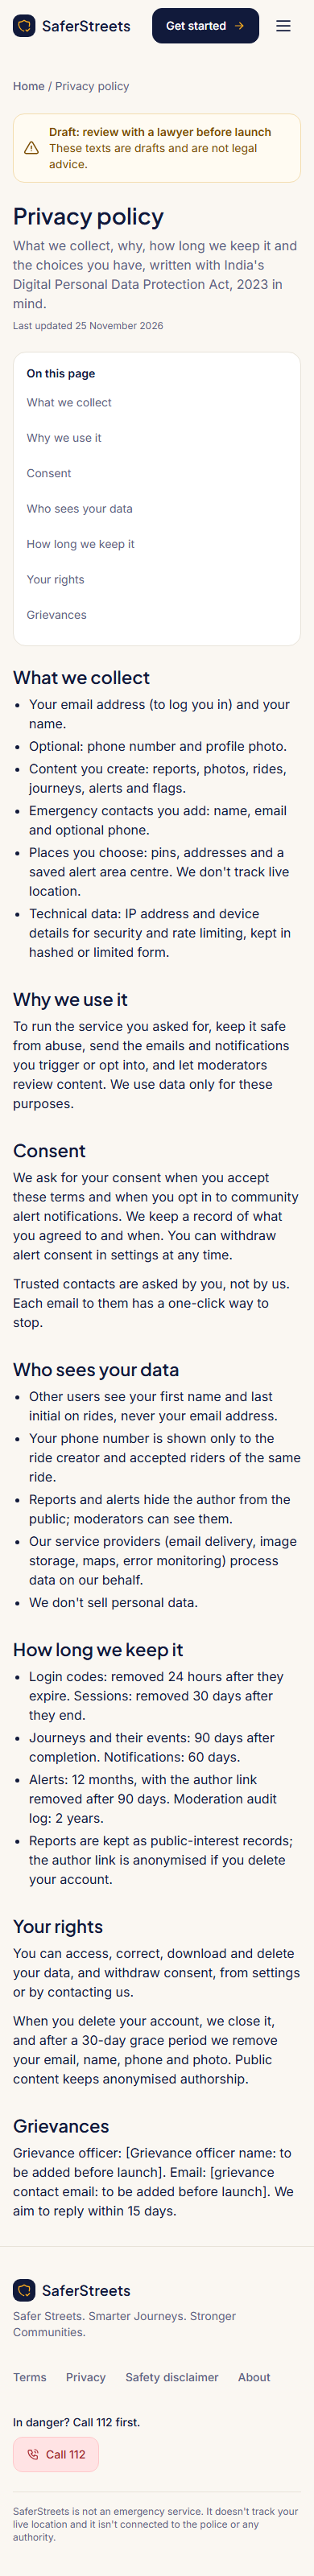 SaferStreets
Get started →
Home / Privacy policy
Draft: review with a lawyer before launch
These texts are drafts and are not legal
advice.
Privacy policy
What we collect, why, how long we keep it and
the choices you have, written with India's
Digital Personal Data Protection Act, 2023 in
mind.
Last updated 25 November 2026
On this page
What we collect
Why we use it
Consent
Who sees your data
How long we keep it
Your rights
Grievances
What we collect
• Your email address (to log you in) and your
name.
• Optional: phone number and profile photo.
• Content you create: reports, photos, rides,
journeys, alerts and flags.
• Emergency contacts you add: name, email
and optional phone.
• Places you choose: pins, addresses and a
saved alert area centre. We don't track live
location.
• Technical data: IP address and device
details for security and rate limiting, kept in
hashed or limited form.
Why we use it
To run the service you asked for, keep it safe
from abuse, send the emails and notifications
you trigger or opt into, and let moderators
review content. We use data only for these
purposes.
Consent
We ask for your consent when you accept
these terms and when you opt in to community
alert notifications. We keep a record of what
you agreed to and when. You can withdraw
alert consent in settings at any time.
Trusted contacts are asked by you, not by us.
Each email to them has a one-click way to
stop.
Who sees your data
• Other users see your first name and last
initial on rides, never your email address.
• Your phone number is shown only to the
ride creator and accepted riders of the same
ride.
• Reports and alerts hide the author from the
public; moderators can see them.
• Our service providers (email delivery, image
storage, maps, error monitoring) process
data on our behalf.
• We don't sell personal data.
How long we keep it
• Login codes: removed 24 hours after they
expire. Sessions: removed 30 days after
they end.
• Journeys and their events: 90 days after
completion. Notifications: 60 days.
• Alerts: 12 months, with the author link
removed after 90 days. Moderation audit
log: 2 years.
• Reports are kept as public-interest records;
the author link is anonymised if you delete
your account.
Your rights
You can access, correct, download and delete
your data, and withdraw consent, from settings
or by contacting us.
When you delete your account, we close it,
and after a 30-day grace period we remove
your email, name, phone and photo. Public
content keeps anonymised authorship.
Grievances
Grievance officer: [Grievance officer name: to
be added before launch]. Email: [grievance
contact email: to be added before launch]. We
aim to reply within 15 days.
SaferStreets
Safer Streets. Smarter Journeys. Stronger
Communities.
Terms Privacy Safety disclaimer About
In danger? Call 112 first.
Call 112
SaferStreets is not an emergency service. It doesn't track your
live location and it isn't connected to the police or any
authority.